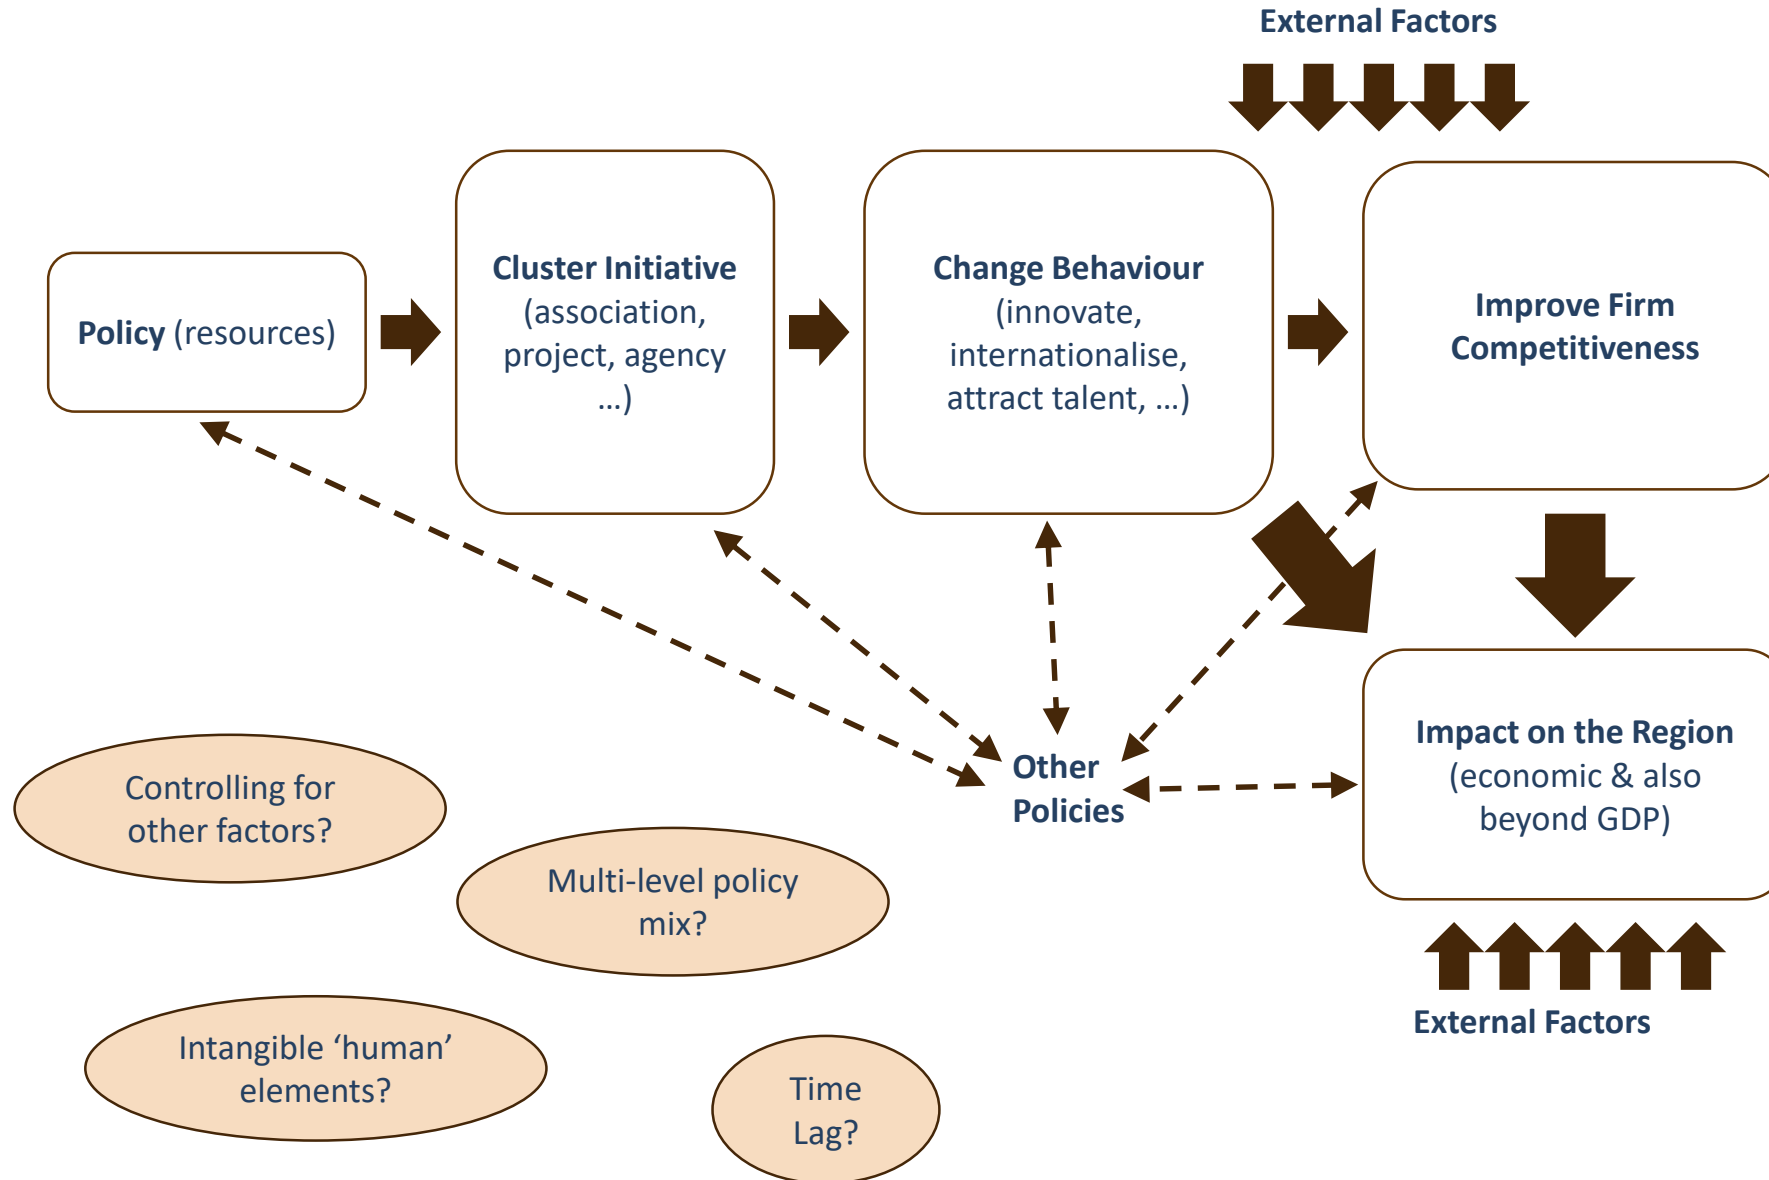 External Factors
Policy (resources)
Cluster Initiative
(association,
project, agency
...)
Change Behaviour
(innovate,
internationalise,
attract talent, ...)
Improve Firm
Competitiveness
Other
Policies
Impact on the Region
(economic & also
beyond GDP)
External Factors
Controlling for
other factors?
Multi-level policy
mix?
Intangible ‘human’
elements?
Time
Lag?